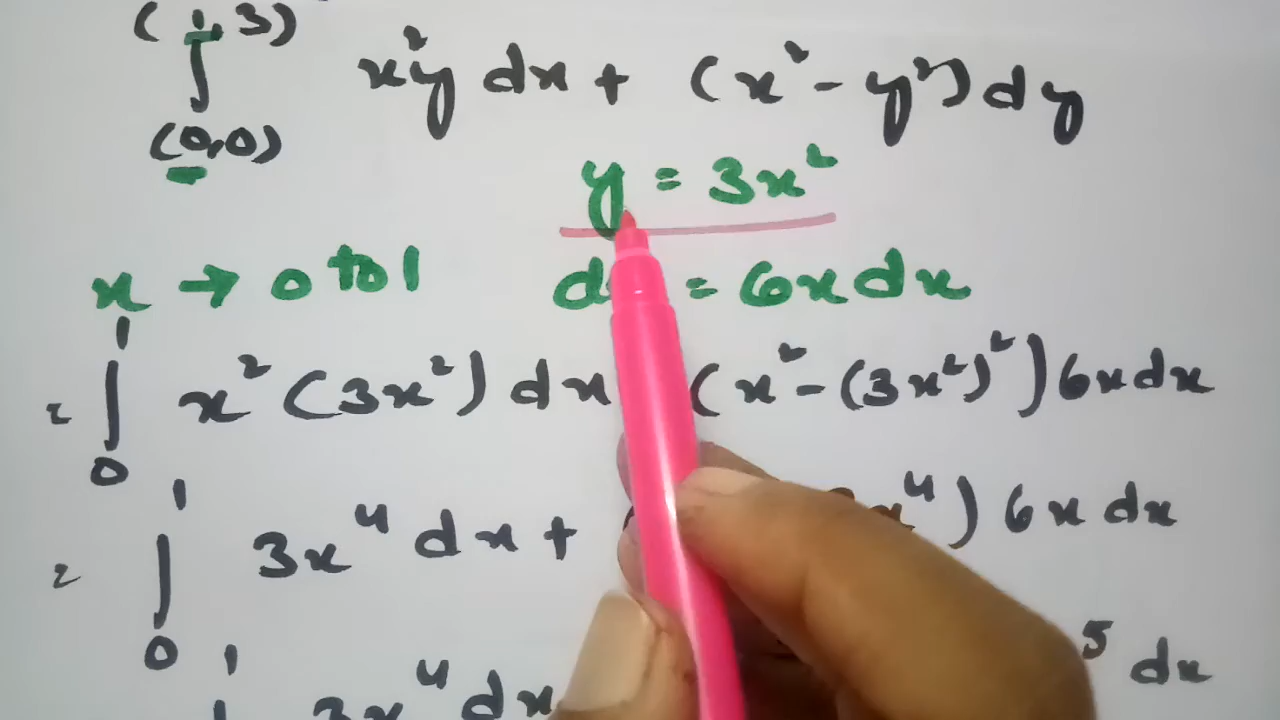 (1,3)
∫ x²y dx + (x² - y²) dy
(0,0)
y = 3x²
x → 0 to 1 d = 6x dx
1
= ∫ x² (3x²) dx (x² - (3x²)²) 6x dx
0
1
= ∫ 3x⁴ dx + x⁴) 6x dx
0
1
∫ 3x⁴ dx ⁵ dx